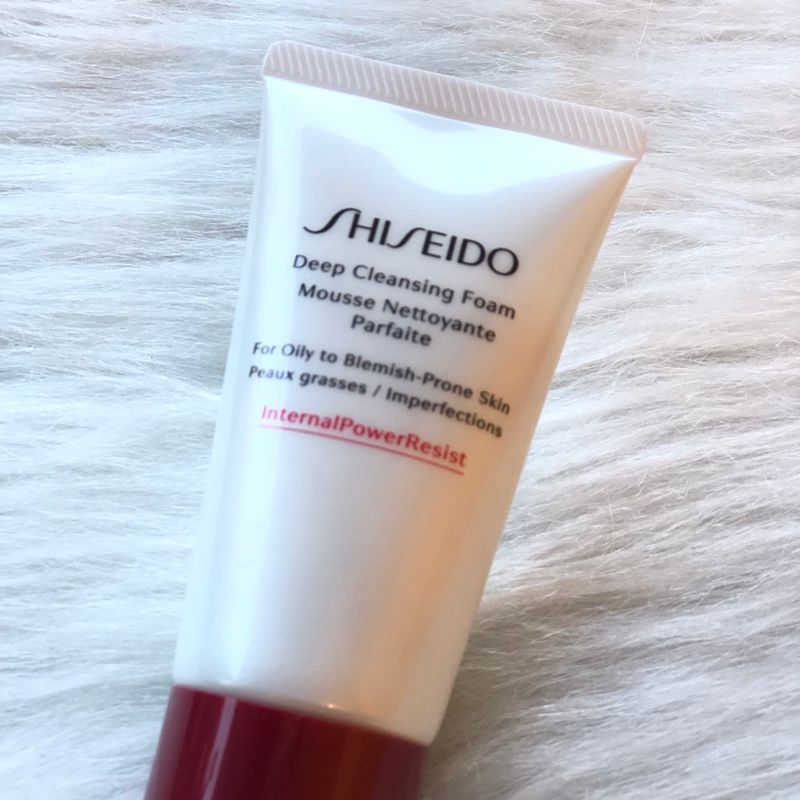 SHISEIDO
Deep Cleansing Foam
Mousse Nettoyante
Parfaite
For Oily to Blemish-Prone Skin
Peaux grasses / Imperfections
InternalPowerResist